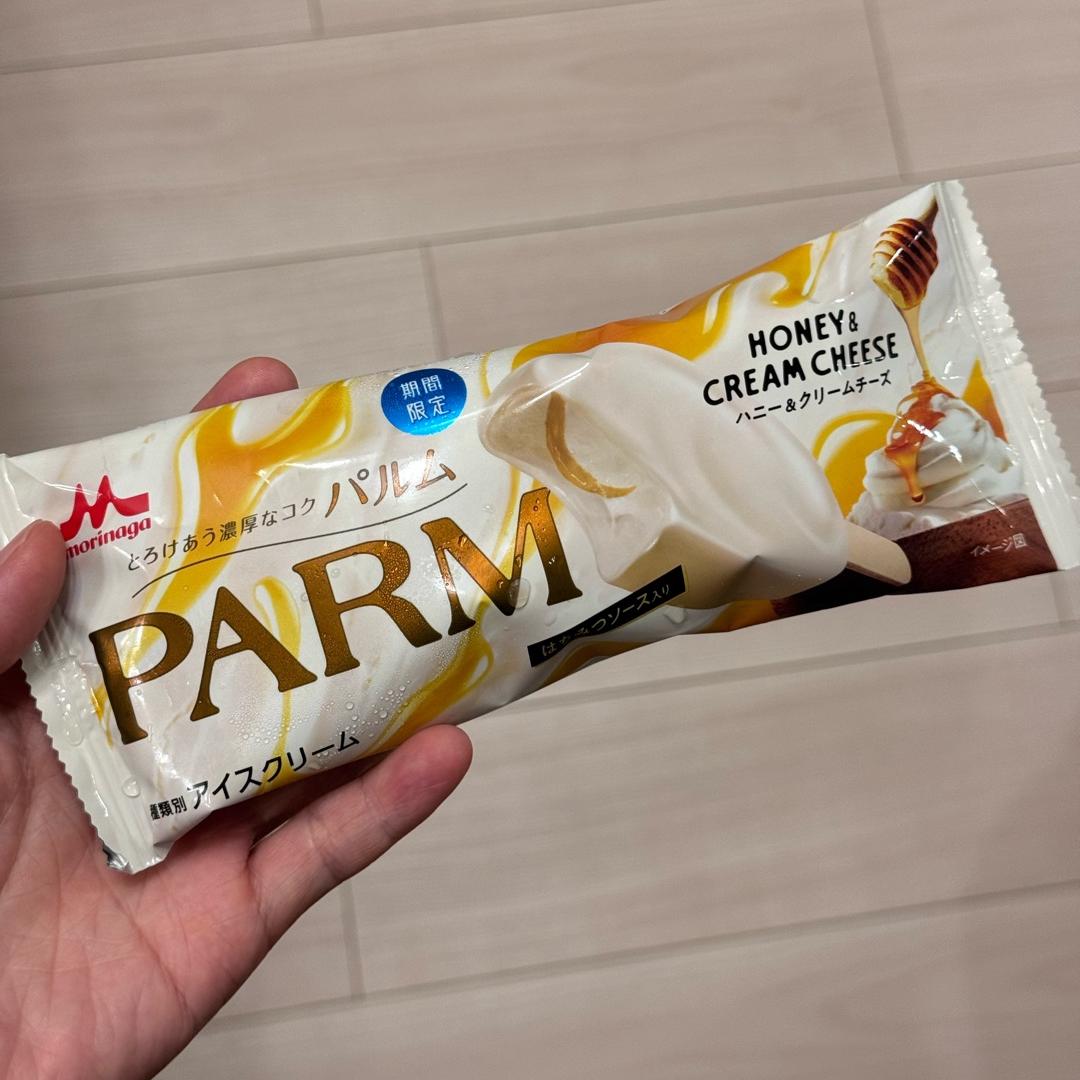 morinaga
期間
限定
とろけあう濃厚なコク パルム
PARM
種類別 アイスクリーム
はちみつソース入り
HONEY&
CREAM CHEESE
ハニー&クリームチーズ
イメージ図